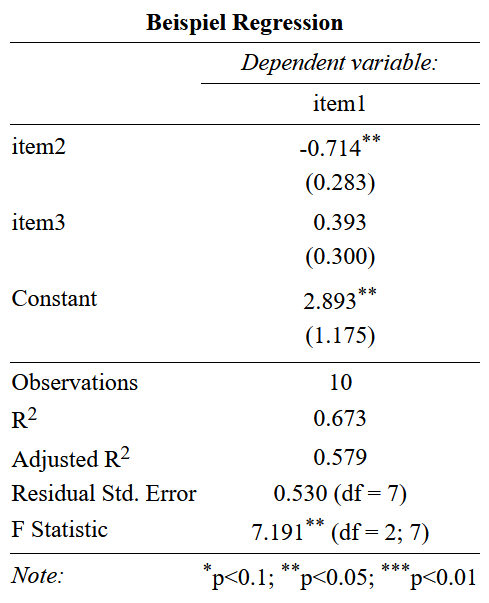 Beispiel Regression
Dependent variable:
item1
item2 -0.714**
(0.283)
item3 0.393
(0.300)
Constant 2.893**
(1.175)
Observations 10
R2 0.673
Adjusted R2 0.579
Residual Std. Error 0.530 (df = 7)
F Statistic 7.191** (df = 2; 7)
Note: *p<0.1; **p<0.05; ***p<0.01